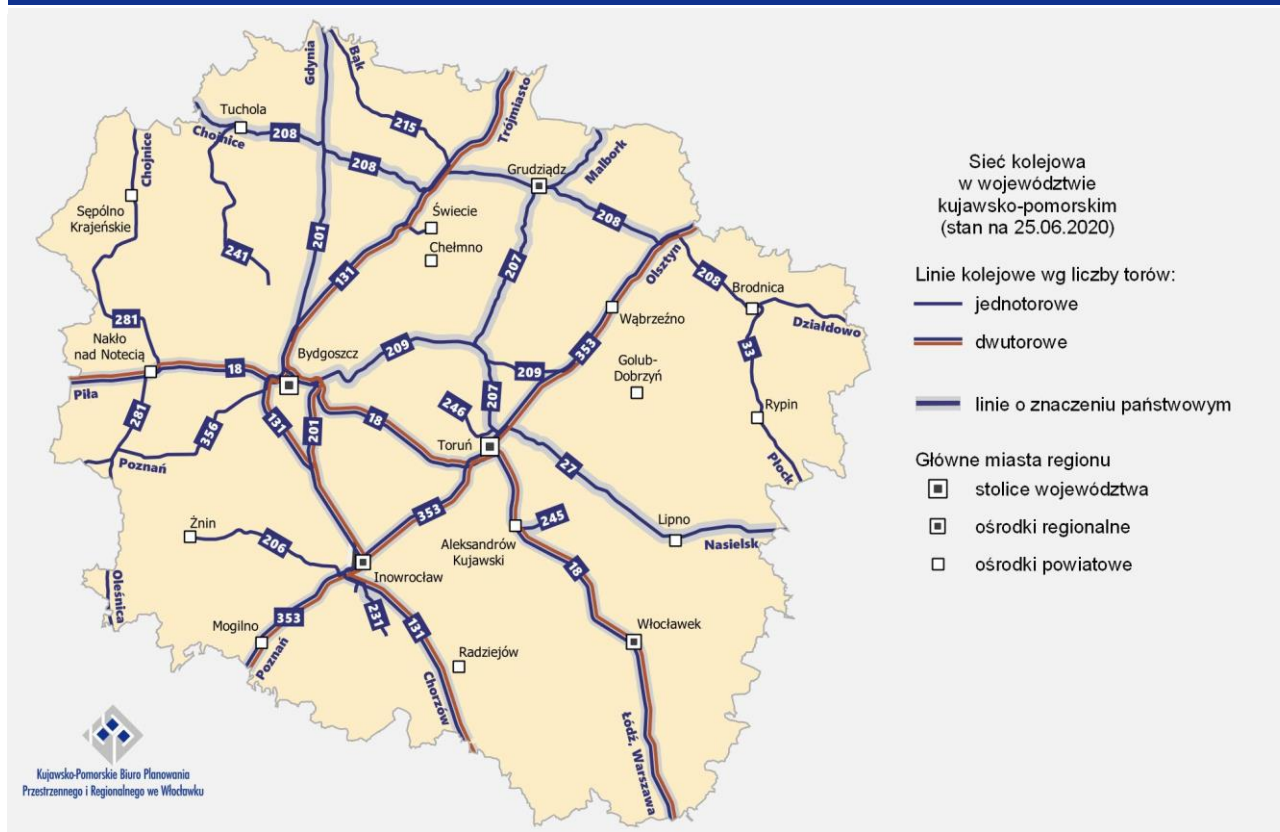 Gdynia
Bąk
Trójmiasto
Tuchola
Chojnice
208
215
Malbork
Grudziądz
Chojnice
208
Sępólno
Krajeńskie
Świecie
208
Chełmno
201
241
207
Olsztyn
131
208
Brodnica
Działdowo
281
Wąbrzeźno
Nakło
nad Notecią
Bydgoszcz
209
353
33
18
209
Golub-
Dobrzyń
Piła
281
131
201
207
246
Rypin
356
18
Toruń
Poznań
27
Płock
353
Żnin
245
Lipno
206
Aleksandrów
Kujawski
Nasielsk
18
Oleśnica
Inowrocław
353
231
131
Mogilno
Włocławek
Poznań
Radziejów
Chorzów
Łódź, Warszawa
Sieć kolejowa
w województwie
kujawsko-pomorskim
(stan na 25.06.2020)
Linie kolejowe wg liczby torów:
jednotorowe
dwutorowe
linie o znaczeniu państwowym
Główne miasta regionu
stolice województwa
ośrodki regionalne
ośrodki powiatowe
Kujawsko-Pomorskie Biuro Planowania
Przestrzennego i Regionalnego we Włocławku